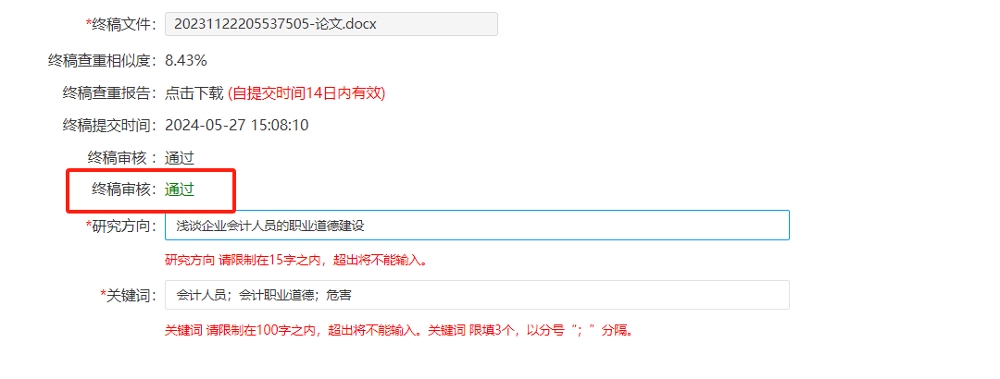 *终稿文件： 20231122205537505-论文.docx
终稿查重相似度： 8.43%
终稿查重报告： 点击下载 (自提交时间14日内有效)
终稿提交时间： 2024-05-27 15:08:10
终稿审核 ： 通过
终稿审核： 通过
*研究方向： 浅谈企业会计人员的职业道德建设
研究方向 请限制在15字之内，超出将不能输入。
*关键词： 会计人员；会计职业道德；危害
关键词 请限制在100字之内，超出将不能输入。关键词 限填3个，以分号“；”分隔。